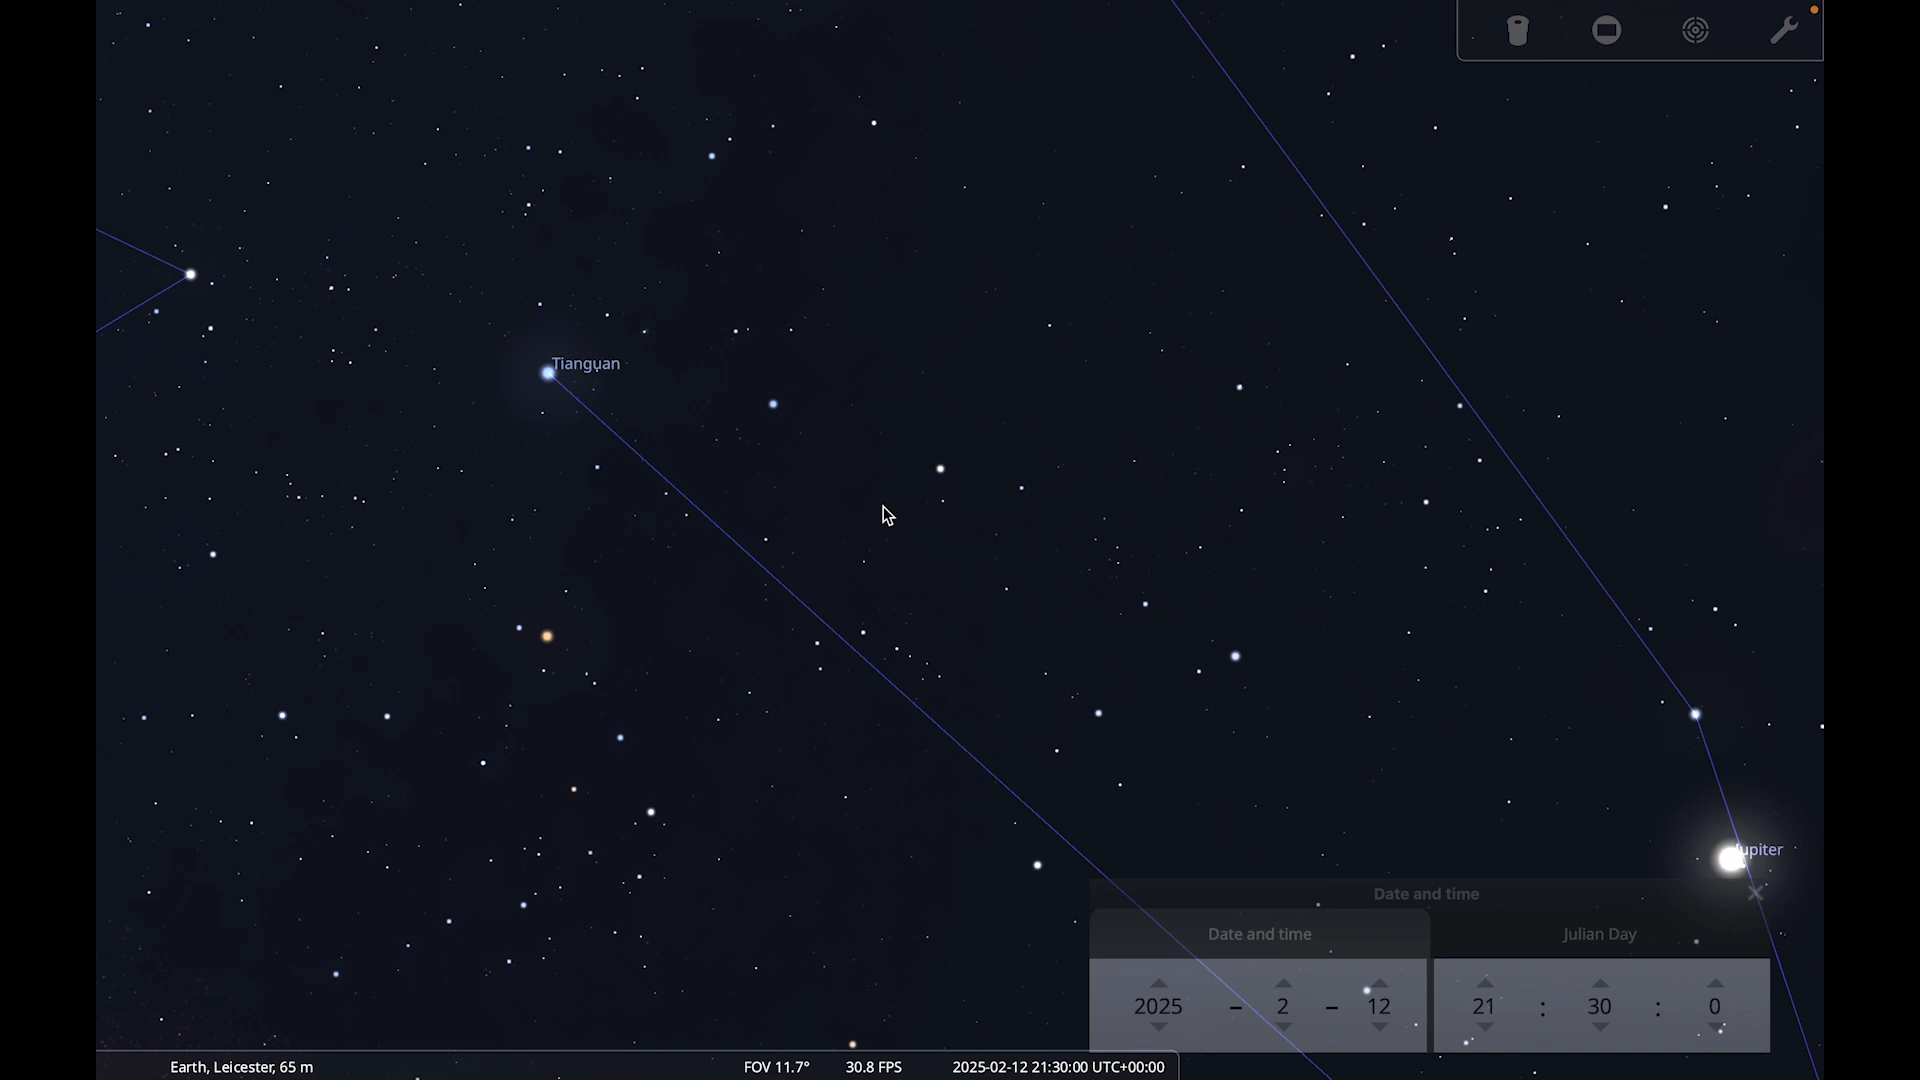 Tianguan
Jupiter
Date and time
Date and time
Julian Day
2025 – 2 – 12
21 : 30 : 0
Earth, Leicester, 65 m
FOV 11.7°
30.8 FPS
2025-02-12 21:30:00 UTC+00:00